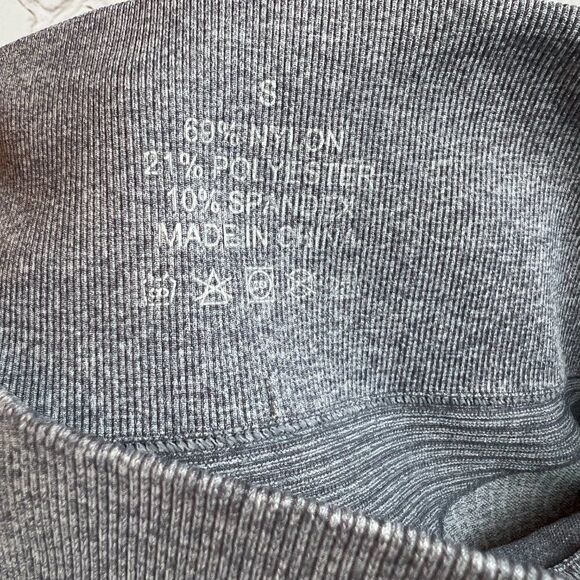 S
69% NYLON
21% POLYESTER
10% SPANDEX
MADE IN CHINA